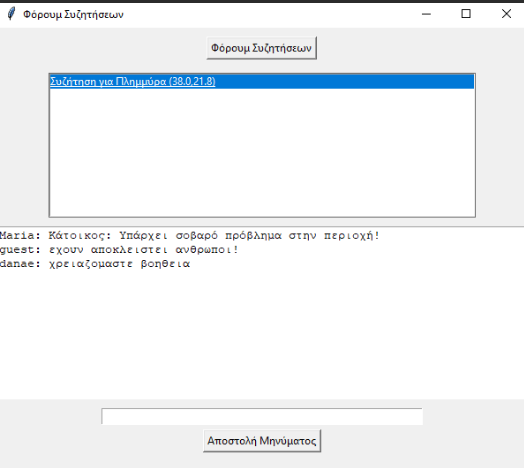 Φόρουμ Συζητήσεων
Φόρουμ Συζητήσεων
Συζήτηση για Πλημμύρα (38.0,21.8)
Maria: Κάτοικος: Υπάρχει σοβαρό πρόβλημα στην περιοχή!
guest: εχουν αποκλειστει ανθρωποι!
danae: χρειαζομαστε βοηθεια
Αποστολή Μηνύματος